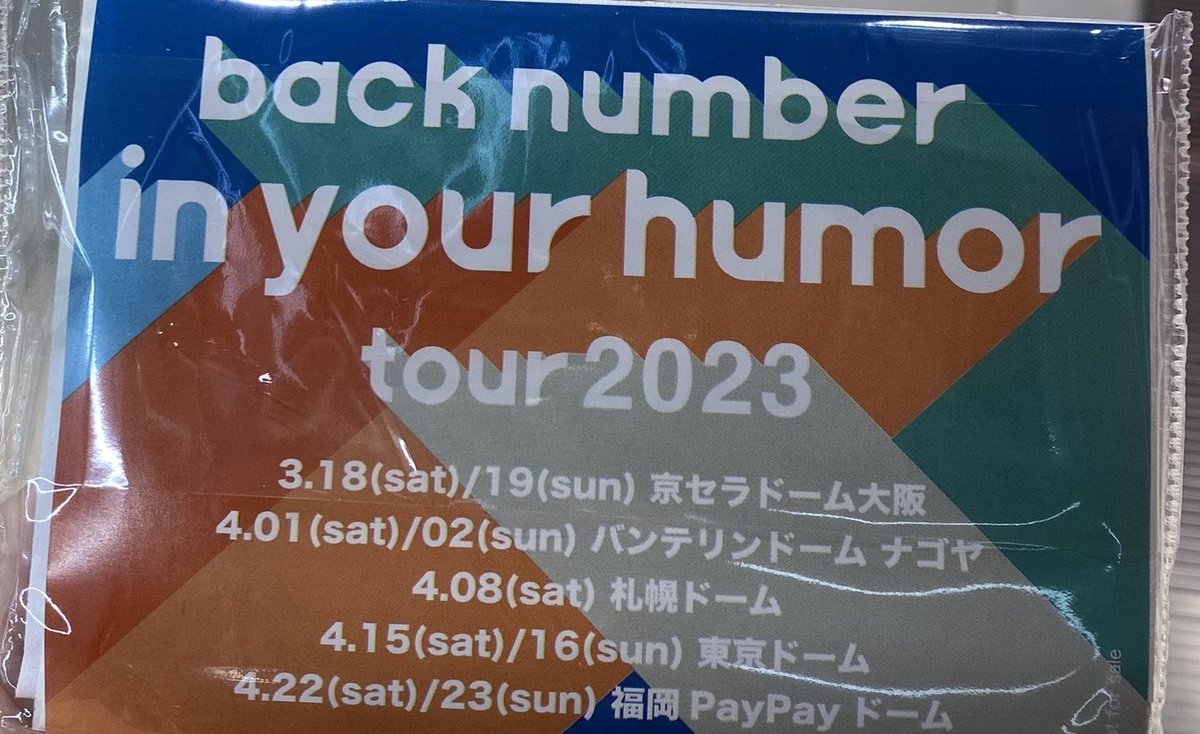 back number
in your humor
tour 2023
3.18(sat)/19(sun) 京セラドーム大阪
4.01(sat)/02(sun) バンテリンドーム ナゴヤ
4.08(sat) 札幌ドーム
4.15(sat)/16(sun) 東京ドーム
4.22(sat)/23(sun) 福岡 PayPay ドーム
for sale